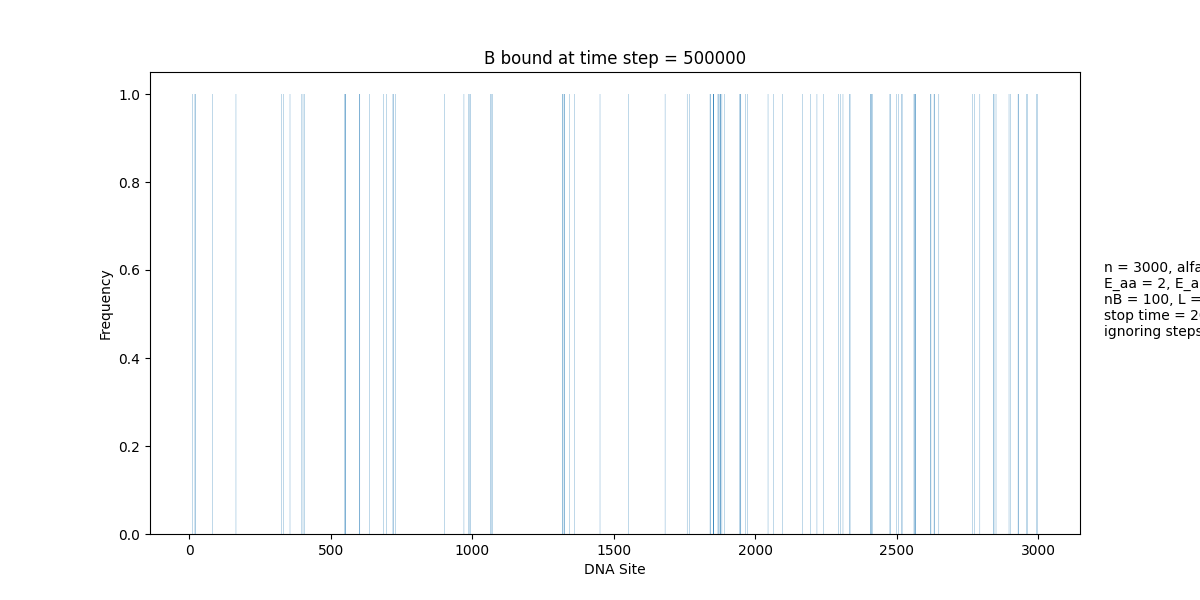 B bound at time step = 500000
1.0
0.8
0.6
0.4
0.2
0.0
Frequency
0 500 1000 1500 2000 2500 3000
DNA Site
n = 3000, alfa
E_aa = 2, E_a
nB = 100, L =
stop time = 2
ignoring steps